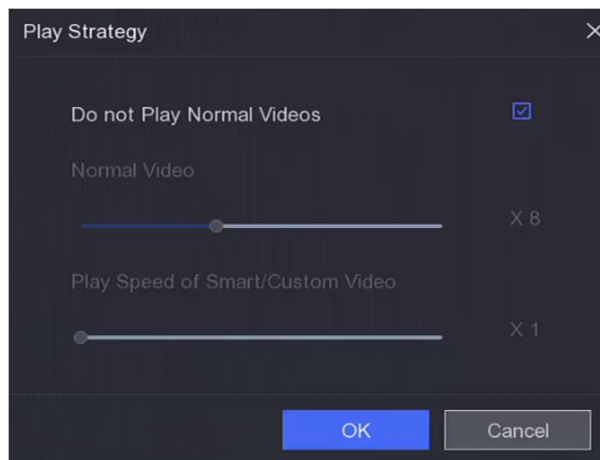 Play Strategy
Do not Play Normal Videos
Normal Video
X 8
Play Speed of Smart/Custom Video
X 1
OK
Cancel